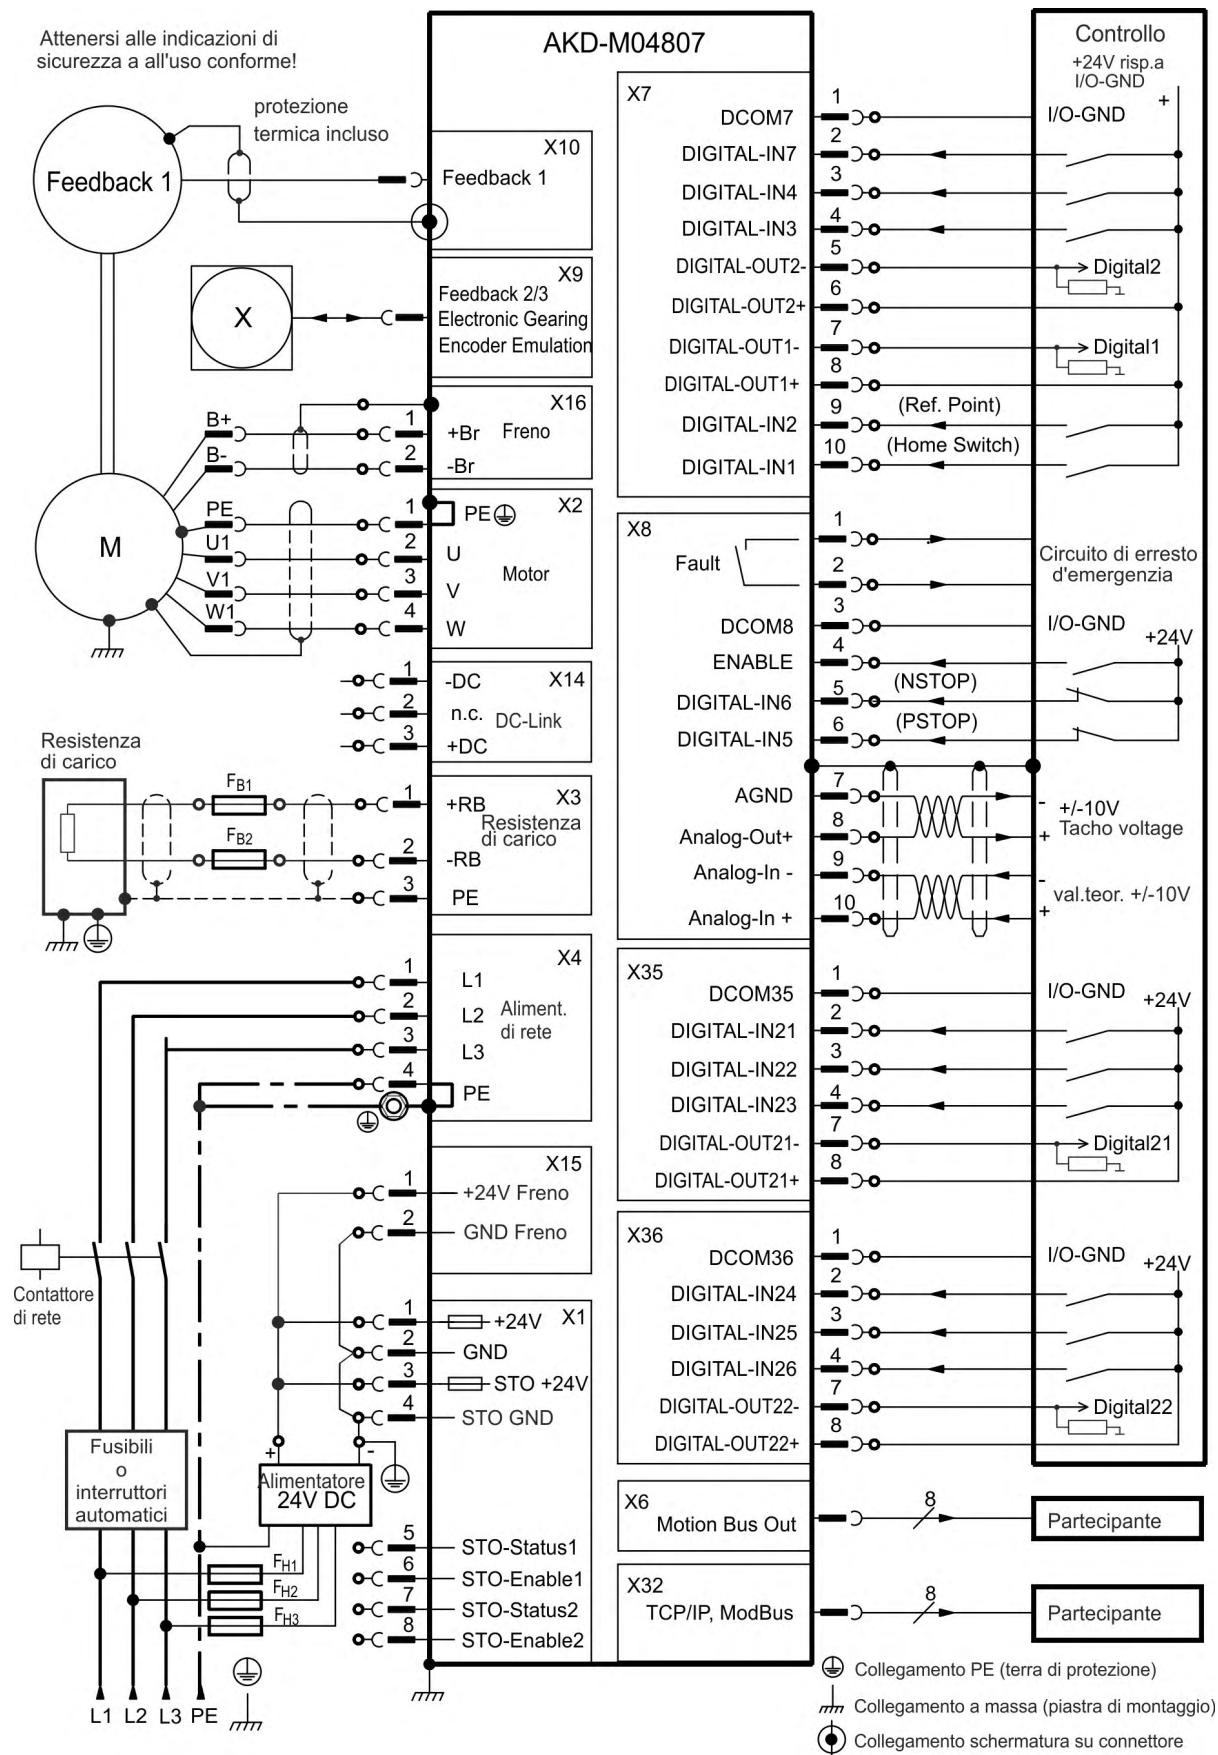 Attenersi alle indicazioni di
sicurezza a all'uso conforme!
AKD-M04807
Controllo
+24V risp.a
I/O-GND
+
protezione
termica incluso
Feedback 1
X10
Feedback 1
X9
Feedback 2/3
Electronic Gearing
Encoder Emulation
X
X16
B+ 1 +Br Freno
B- 2 -Br
M
X2
PE 1 PE
U1 2 U
V1 3 V Motor
W1 4 W
X14
1 -DC
2 n.c. DC-Link
3 +DC
Resistenza
di carico
X3
FB1 1 +RB Resistenza
di carico
FB2 2 -RB
3 PE
X4
1 L1
2 L2 Aliment.
di rete
3 L3
4 PE
X15
1 +24V Freno
2 GND Freno
Contattore
di rete
X1
1 +24V
2 GND
3 STO +24V
4 STO GND
+ -
Fusibili
o
interruttori
automatici
Alimentatore
24V DC
5 STO-Status1
6 STO-Enable1
7 STO-Status2
8 STO-Enable2
FH1
FH2
FH3
L1 L2 L3 PE
X7
DCOM7 1 I/O-GND
DIGITAL-IN7 2
DIGITAL-IN4 3
DIGITAL-IN3 4
DIGITAL-OUT2- 5 Digital2
DIGITAL-OUT2+ 6
DIGITAL-OUT1- 7 Digital1
DIGITAL-OUT1+ 8
DIGITAL-IN2 9 (Ref. Point)
DIGITAL-IN1 10 (Home Switch)
X8
Fault 1
2
Circuito di erresto
d'emergenzia
DCOM8 3 I/O-GND
+24V
ENABLE 4
DIGITAL-IN6 5 (NSTOP)
DIGITAL-IN5 6 (PSTOP)
AGND 7 -
+/-10V
Tacho voltage
Analog-Out+ 8 +
Analog-In - 9 -
val.teor. +/-10V
Analog-In + 10 +
X35
DCOM35 1 I/O-GND
+24V
DIGITAL-IN21 2
DIGITAL-IN22 3
DIGITAL-IN23 4
DIGITAL-OUT21- 7 Digital21
DIGITAL-OUT21+ 8
X36
DCOM36 1 I/O-GND
+24V
DIGITAL-IN24 2
DIGITAL-IN25 3
DIGITAL-IN26 4
DIGITAL-OUT22- 7 Digital22
DIGITAL-OUT22+ 8
X6
Motion Bus Out 8 Partecipante
X32
TCP/IP, ModBus 8 Partecipante
Collegamento PE (terra di protezione)
Collegamento a massa (piastra di montaggio)
Collegamento schermatura su connettore